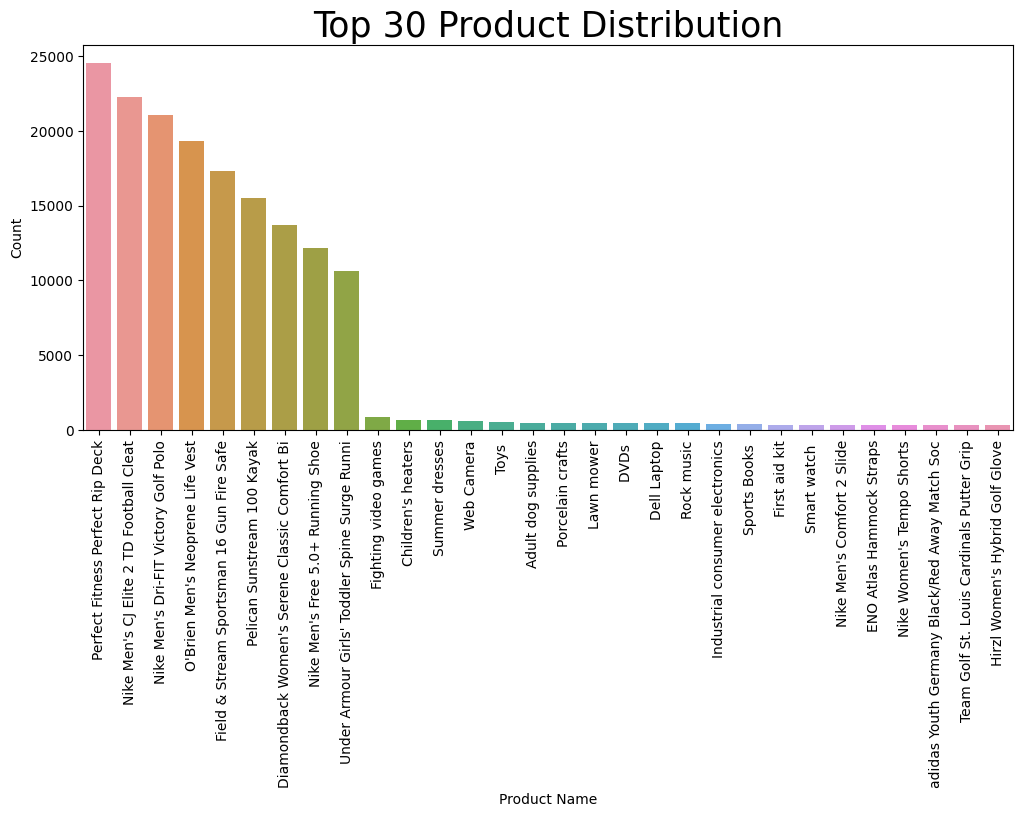 Top 30 Product Distribution
25000
20000
15000
10000
5000
0
Count
Perfect Fitness Perfect Rip Deck
Nike Men's CJ Elite 2 TD Football Cleat
Nike Men's Dri-FIT Victory Golf Polo
O'Brien Men's Neoprene Life Vest
Field & Stream Sportsman 16 Gun Fire Safe
Pelican Sunstream 100 Kayak
Diamondback Women's Serene Classic Comfort Bi
Nike Men's Free 5.0+ Running Shoe
Under Armour Girls' Toddler Spine Surge Runni
Fighting video games
Children's heaters
Summer dresses
Web Camera
Toys
Adult dog supplies
Porcelain crafts
Lawn mower
DVDs
Dell Laptop
Rock music
Industrial consumer electronics
Sports Books
First aid kit
Smart watch
Nike Men's Comfort 2 Slide
ENO Atlas Hammock Straps
Nike Women's Tempo Shorts
adidas Youth Germany Black/Red Away Match Soc
Team Golf St. Louis Cardinals Putter Grip
Hirzl Women's Hybrid Golf Glove
Product Name